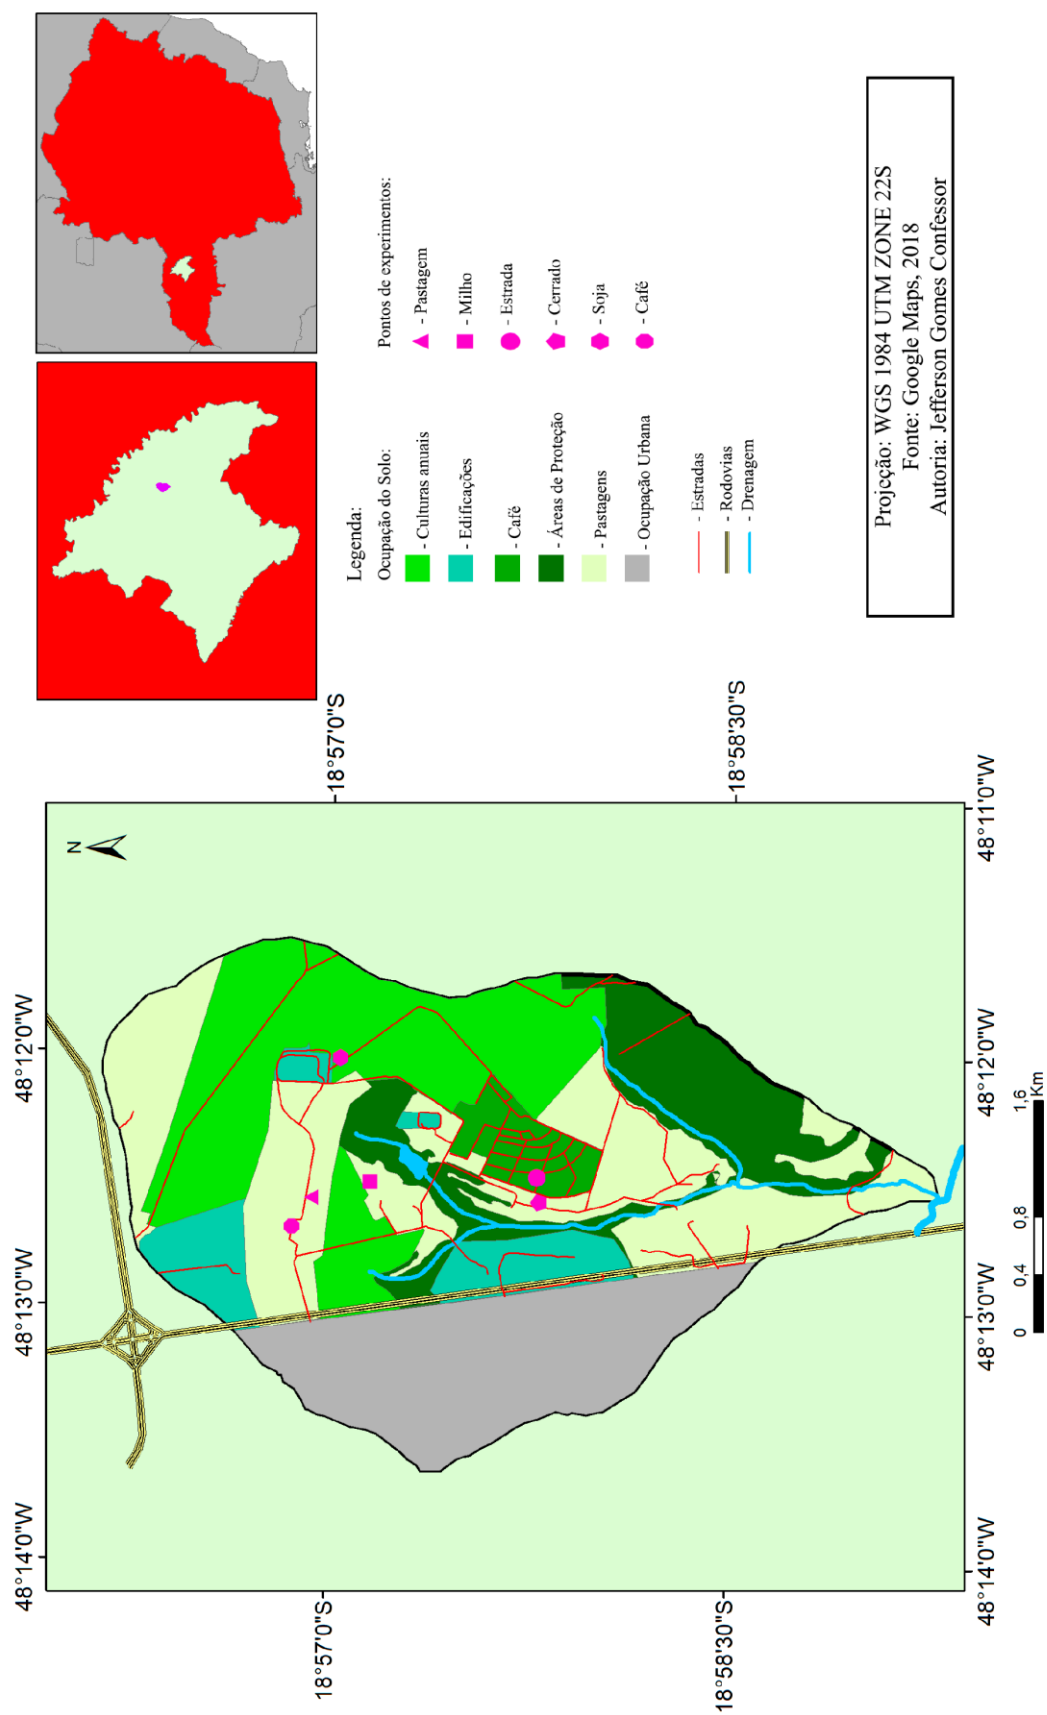 48°14'0"W
48°13'0"W
48°12'0"W
N
18°57'0"S
18°57'0"S
18°58'30"S
18°58'30"S
48°14'0"W
48°13'0"W
48°12'0"W
48°11'0"W
0
0,4
0,8
1,6
Km
Legenda:
Ocupação do Solo:
- Culturas anuais
- Edificações
- Café
- Áreas de Proteção
- Pastagens
- Ocupação Urbana
- Estradas
- Rodovias
- Drenagem
Pontos de experimentos:
- Pastagem
- Milho
- Estrada
- Cerrado
- Soja
- Café
Projecção: WGS 1984 UTM ZONE 22S
Fonte: Google Maps, 2018
Autoria: Jefferson Gomes Confessor